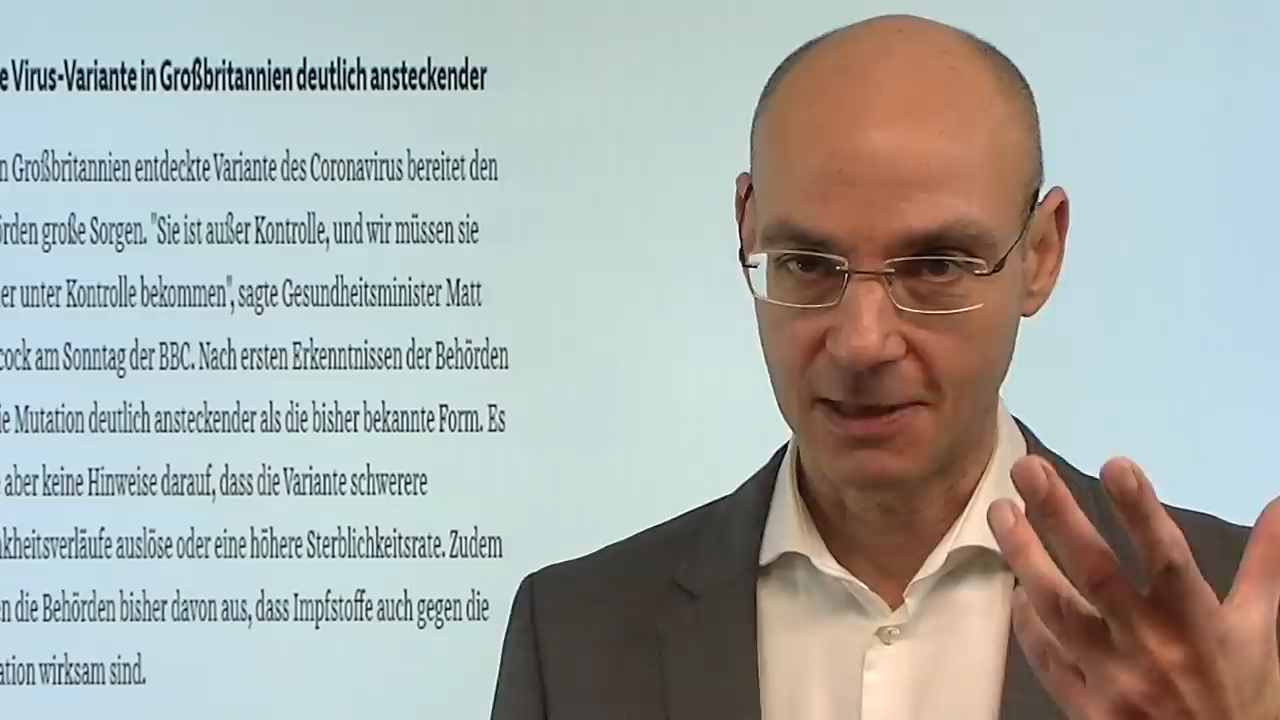 e Virus-Variante in Großbritannien deutlich ansteckender
n Großbritannien entdeckte Variante des Coronavirus bereitet den
örden große Sorgen. "Sie ist außer Kontrolle, und wir müssen sie
er unter Kontrolle bekommen", sagte Gesundheitsminister Matt
cock am Sonntag der BBC. Nach ersten Erkenntnissen der Behörden
ie Mutation deutlich ansteckender als die bisher bekannte Form. Es
aber keine Hinweise darauf, dass die Variante schwerere
kheitsverläufe auslöse oder eine höhere Sterblichkeitsrate. Zudem
n die Behörden bisher davon aus, dass Impfstoffe auch gegen die
ation wirksam sind.